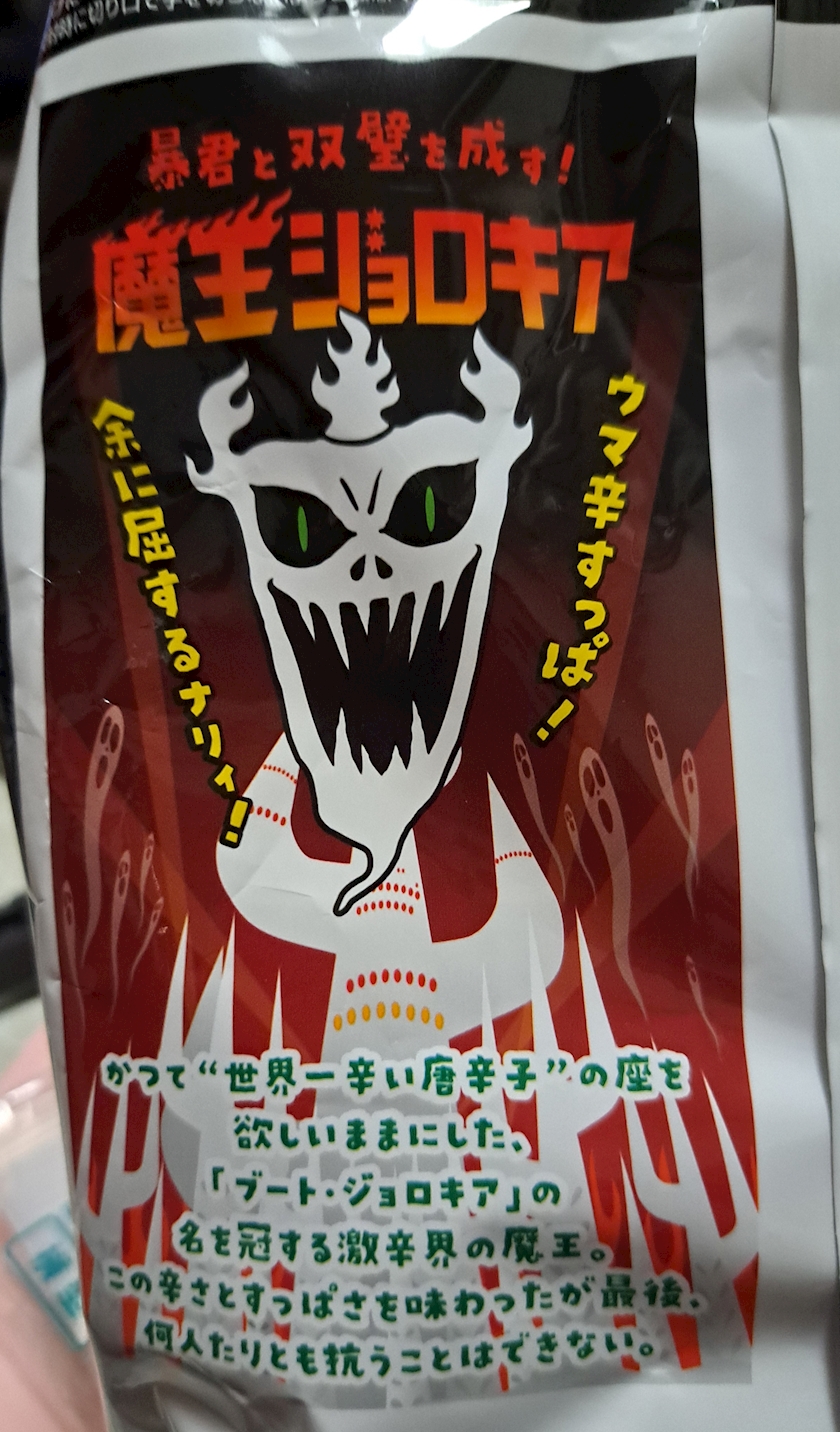 暴君と双璧を成す!
魔王ジョロキア
ウマ辛すっぱ!
余に屈するナリィ!
かつて“世界一辛い唐辛子”の座を
欲しいままにした、
「ブート・ジョロキア」の
名を冠する激辛界の魔王。
この辛さとすっぱさを味わったが最後、
何人たりとも抗うことはできない。